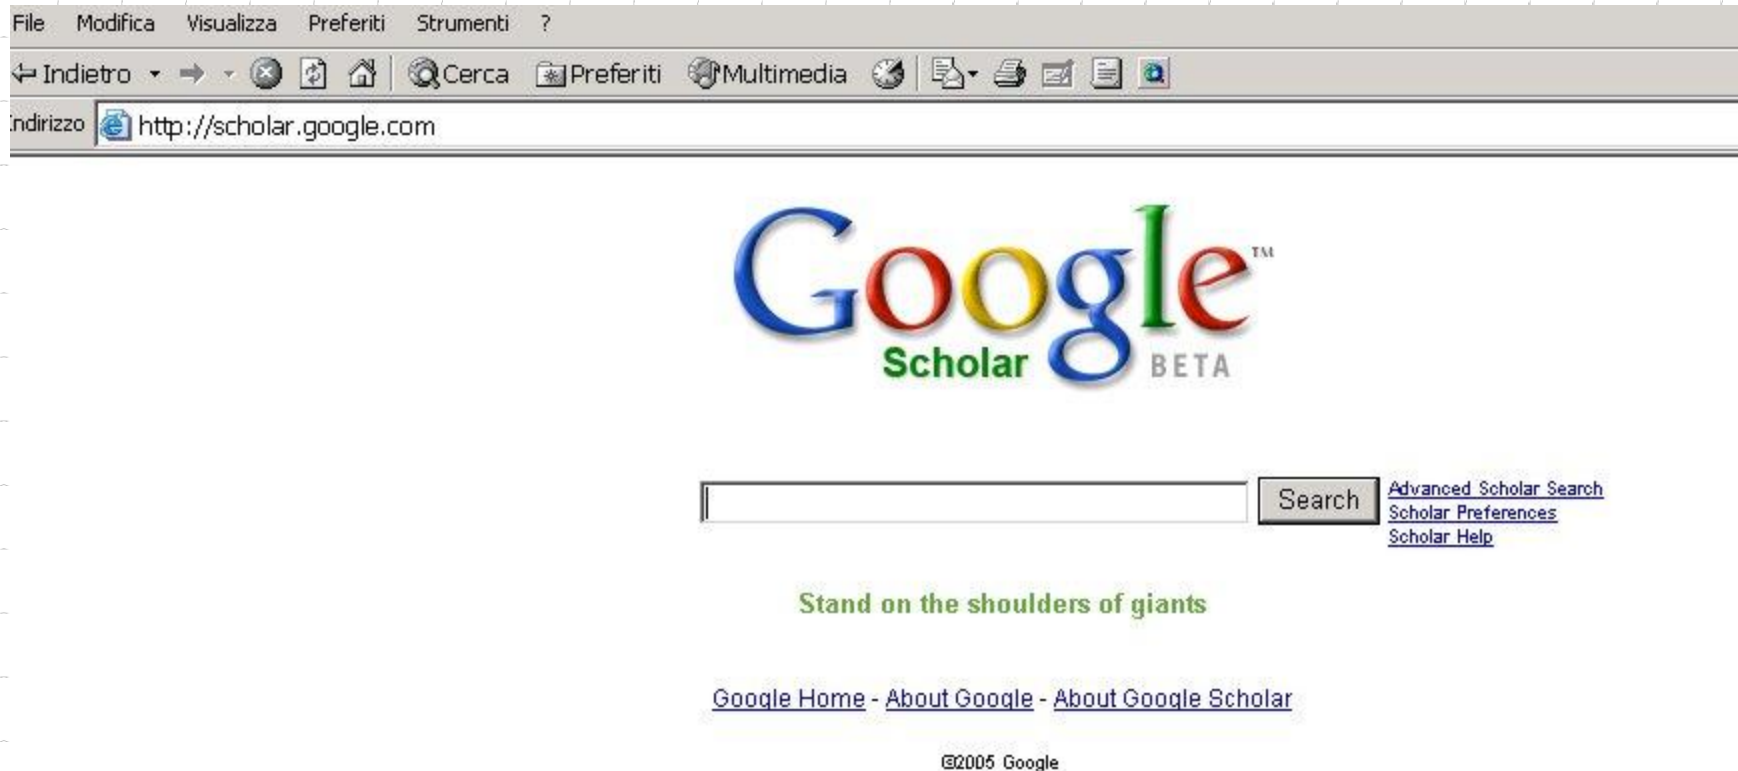 File Modifica Visualizza Preferiti Strumenti ?
Indietro Cerca Preferiti Multimedia
Indirizzo http://scholar.google.com
Google™
Scholar BETA
Search
Advanced Scholar Search
Scholar Preferences
Scholar Help
Stand on the shoulders of giants
Google Home - About Google - About Google Scholar
©2005 Google